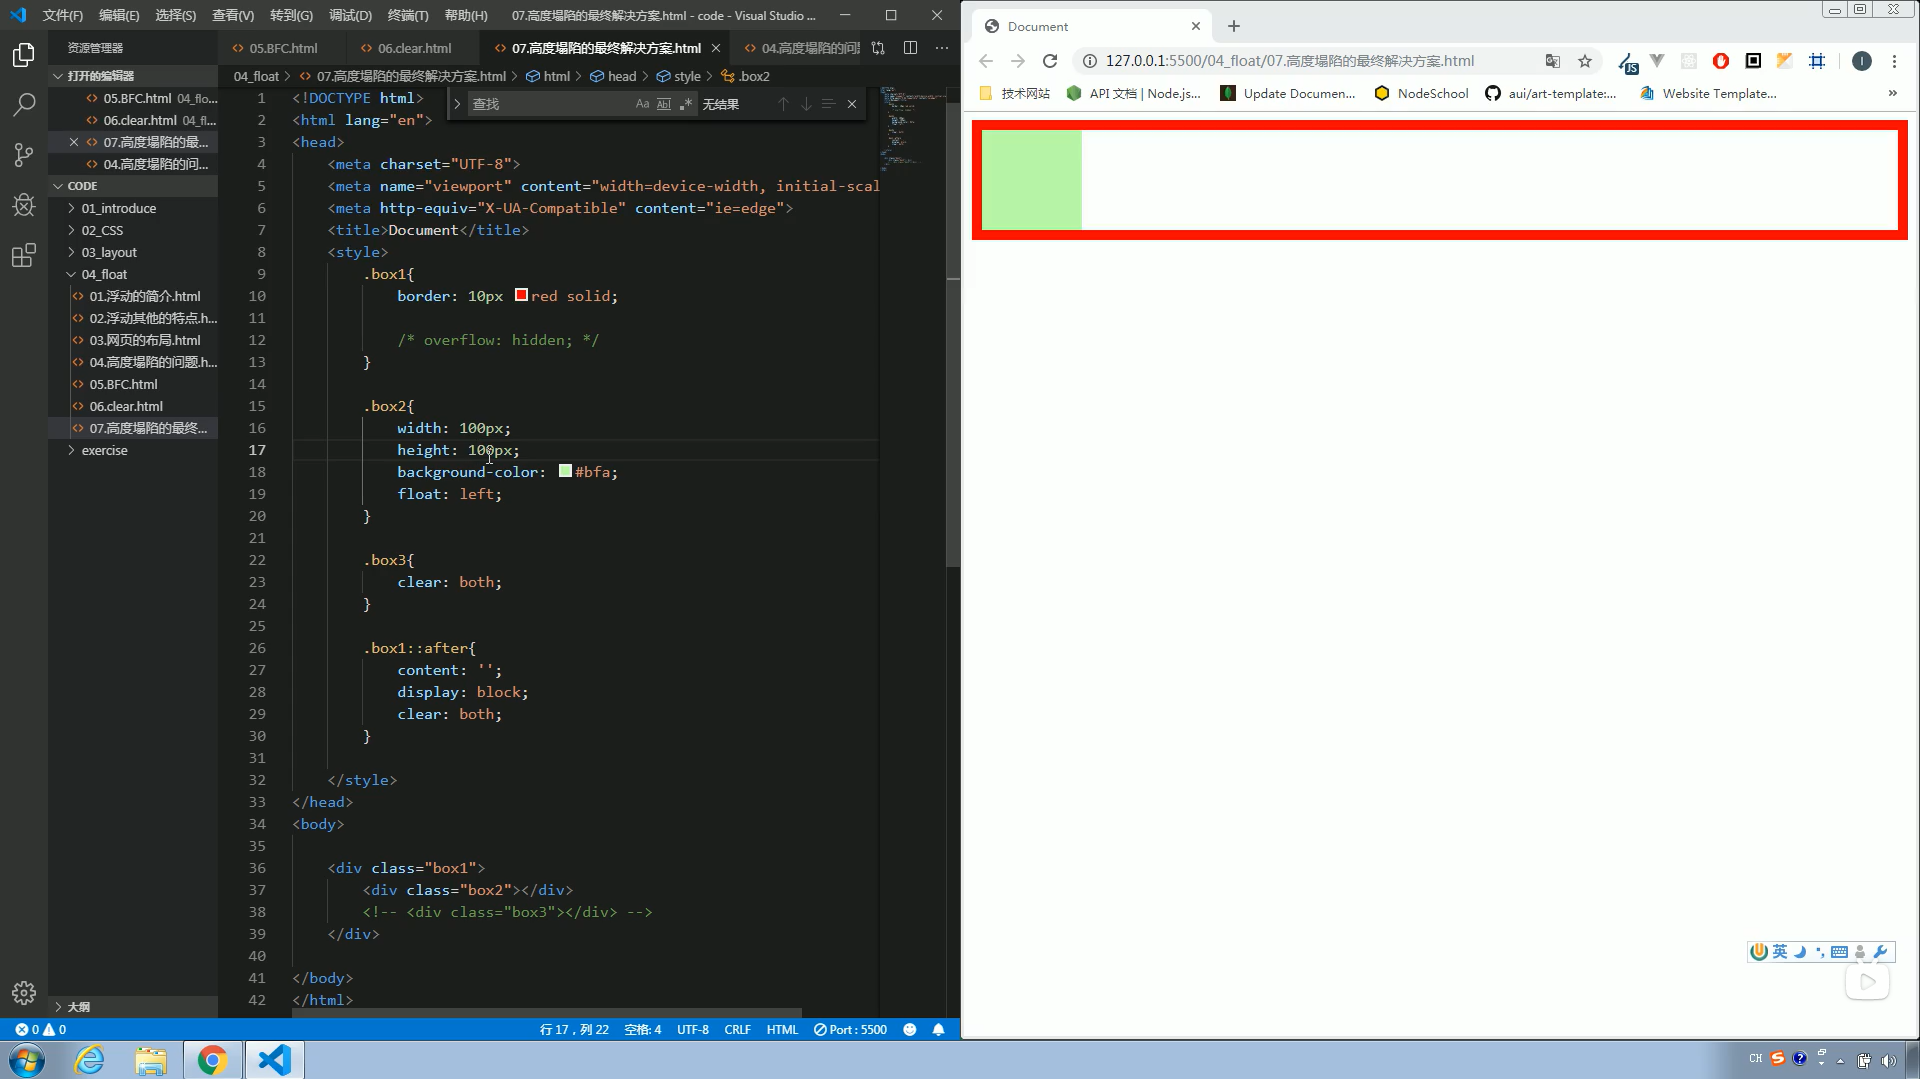 文件(F) 编辑(E) 选择(S) 查看(V) 转到(G) 调试(D) 终端(T) 帮助(H) 07.高度塌陷的最终解决方案.html - code - Visual Studio ...
资源管理器
打开的编辑器
05.BFC.html 04_flo...
06.clear.html 04_fl...
07.高度塌陷的最...
04.高度塌陷的问...
CODE
01_introduce
02_CSS
03_layout
04_float
01.浮动的简介.html
02.浮动其他的特点.h...
03.网页的布局.html
04.高度塌陷的问题.h...
05.BFC.html
06.clear.html
07.高度塌陷的最终...
exercise
大纲
05.BFC.html 06.clear.html 07.高度塌陷的最终解决方案.html 04.高度塌陷的问
04_float 07.高度塌陷的最终解决方案.html html head style .box2
查找 Aa Abl .* 无结果
1 <!DOCTYPE html>
2 <html lang="en">
3 <head>
4 <meta charset="UTF-8">
5 <meta name="viewport" content="width=device-width, initial-scal
6 <meta http-equiv="X-UA-Compatible" content="ie=edge">
7 <title>Document</title>
8 <style>
9 .box1{
10 border: 10px red solid;
11
12 /* overflow: hidden; */
13 }
14
15 .box2{
16 width: 100px;
17 height: 100px;
18 background-color: #bfa;
19 float: left;
20 }
21
22 .box3{
23 clear: both;
24 }
25
26 .box1::after{
27 content: '';
28 display: block;
29 clear: both;
30 }
31
32 </style>
33 </head>
34 <body>
35
36 <div class="box1">
37 <div class="box2"></div>
38 <!-- <div class="box3"></div> -->
39 </div>
40
41 </body>
42 </html>
0 0 行 17，列 22 空格: 4 UTF-8 CRLF HTML Port : 5500
Document
127.0.0.1:5500/04_float/07.高度塌陷的最终解决方案.html
JS
技术网站 API 文档 | Node.js... Update Documen... NodeSchool aui/art-template:... Website Template...
英
CH